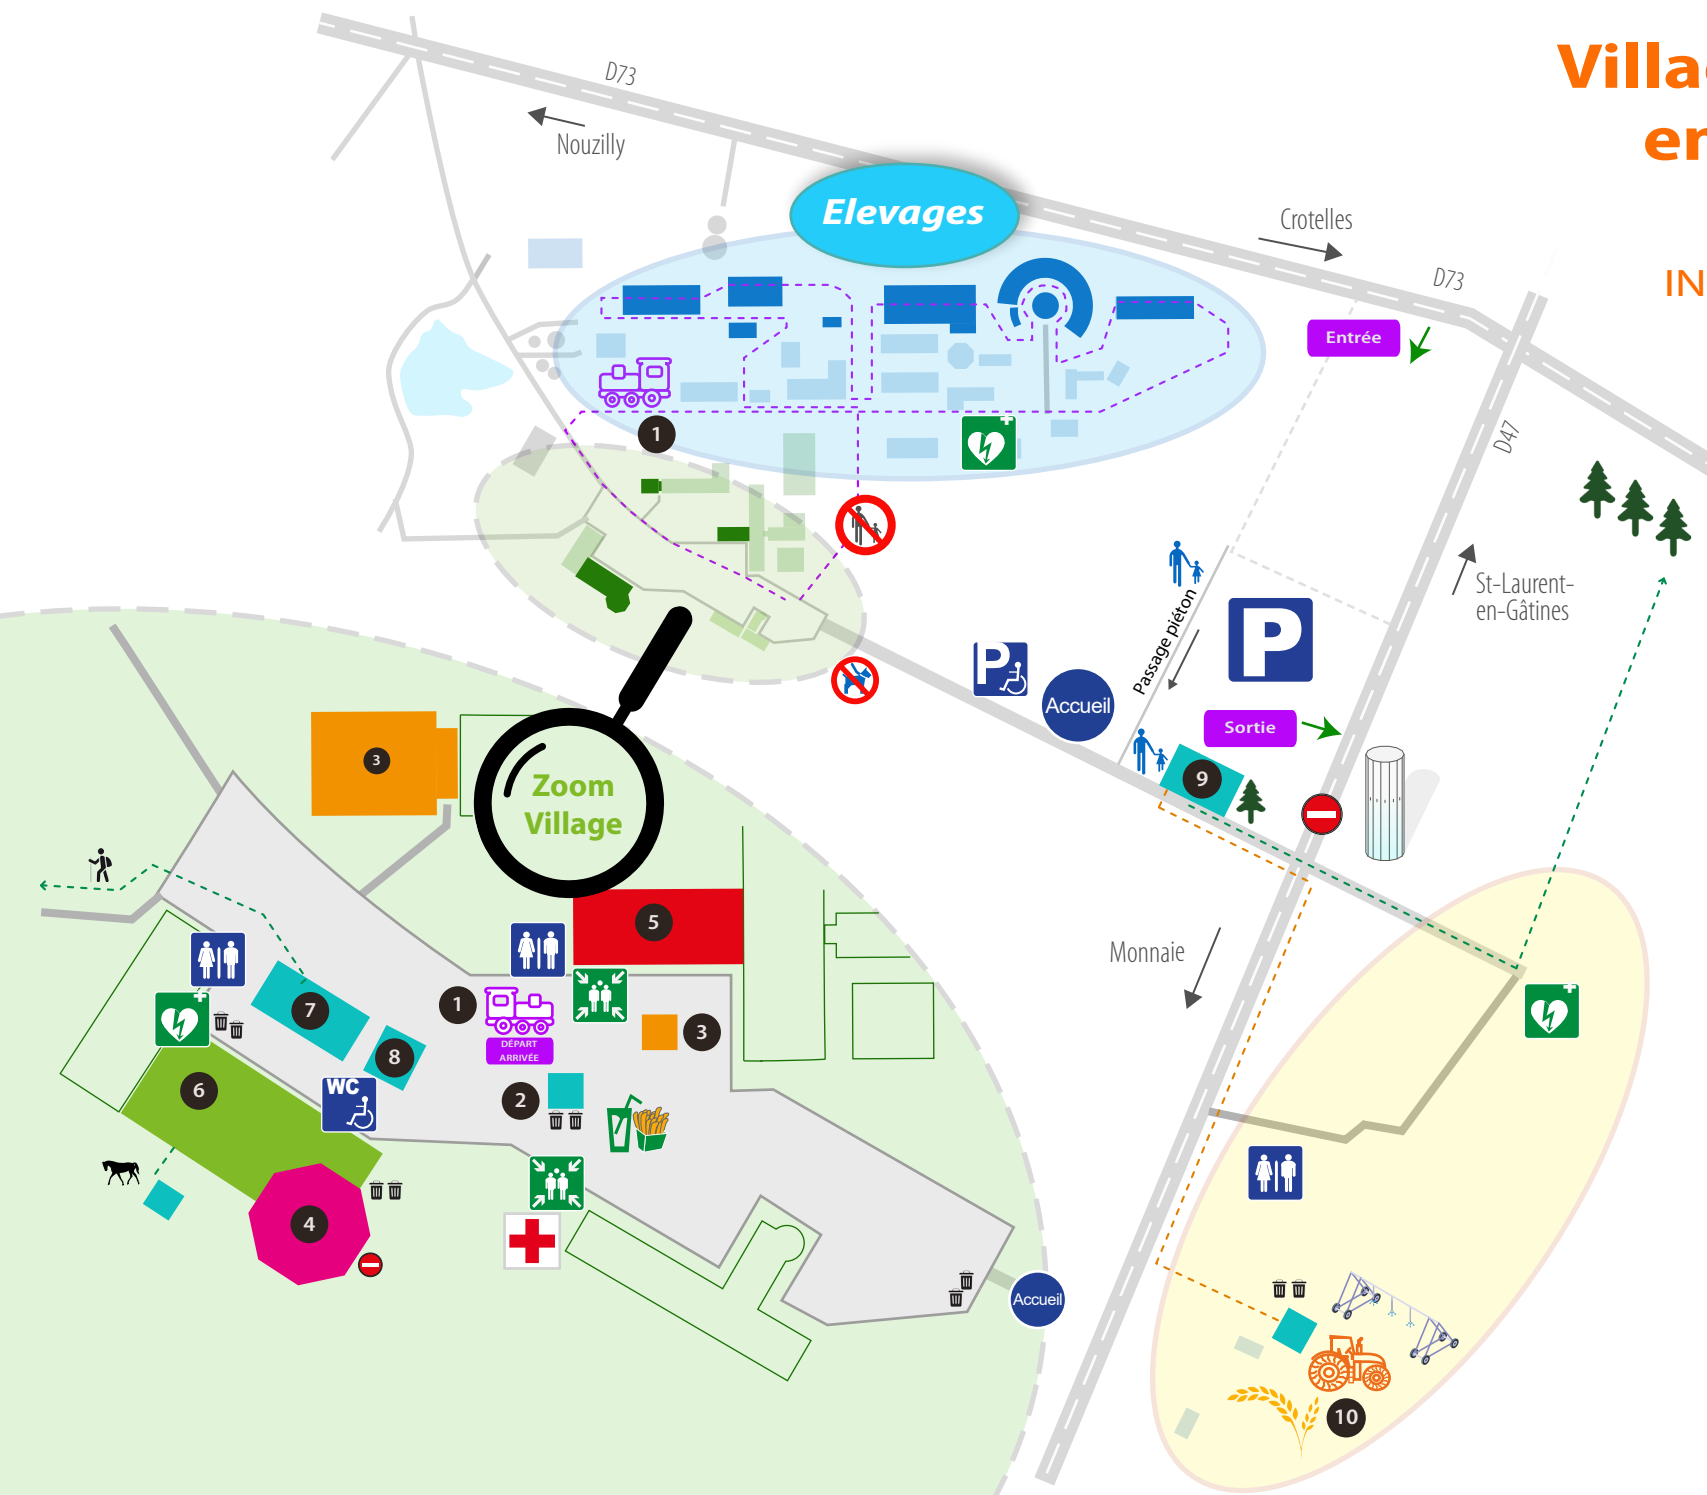 Villa
en
IN
D73
Nouzilly
Elevages
Crotelles
D73
Entrée
D47
1
St-Laurent-
en-Gâtines
Passage piéton
P
P
Accueil
Sortie
9
3
Zoom
Village
5
Monnaie
7
1
DÉPART
ARRIVÉE
3
8
6
WC
2
4
Accueil
10